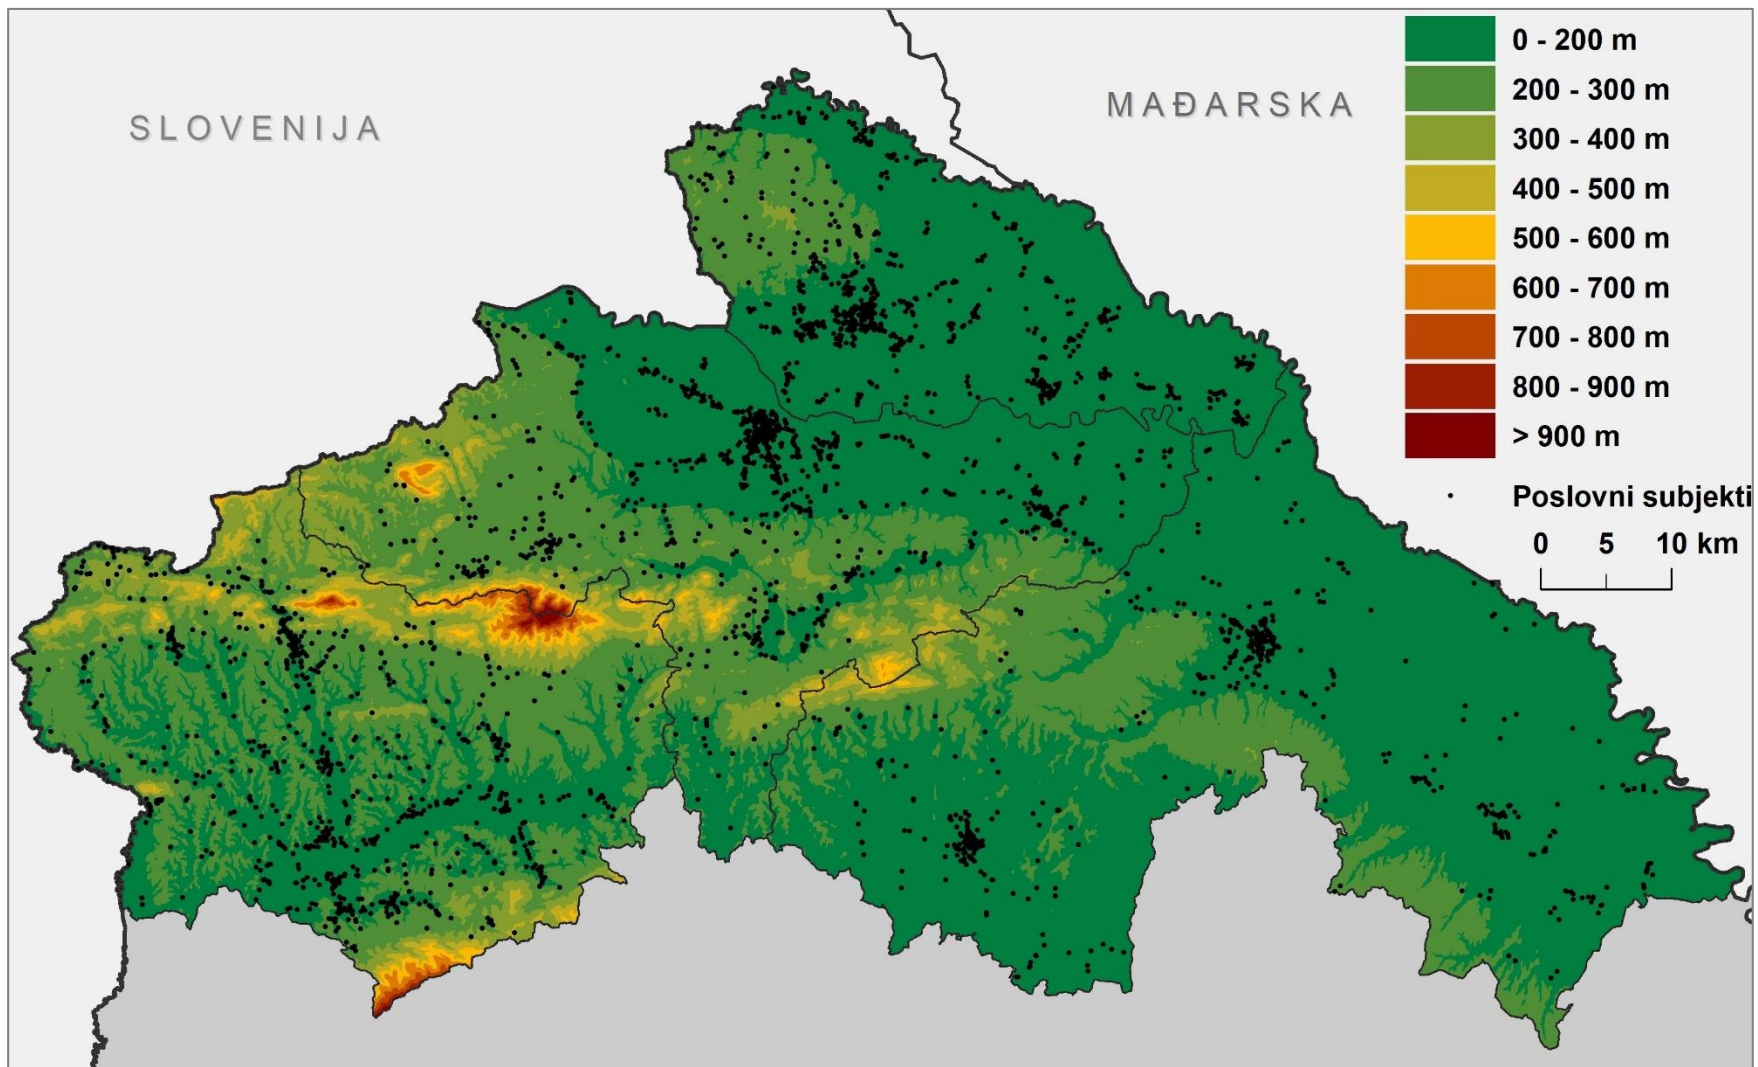 SLOVENIJA
MAĐARSKA
0 - 200 m
200 - 300 m
300 - 400 m
400 - 500 m
500 - 600 m
600 - 700 m
700 - 800 m
800 - 900 m
> 900 m
Poslovni subjekti
0 5 10 km